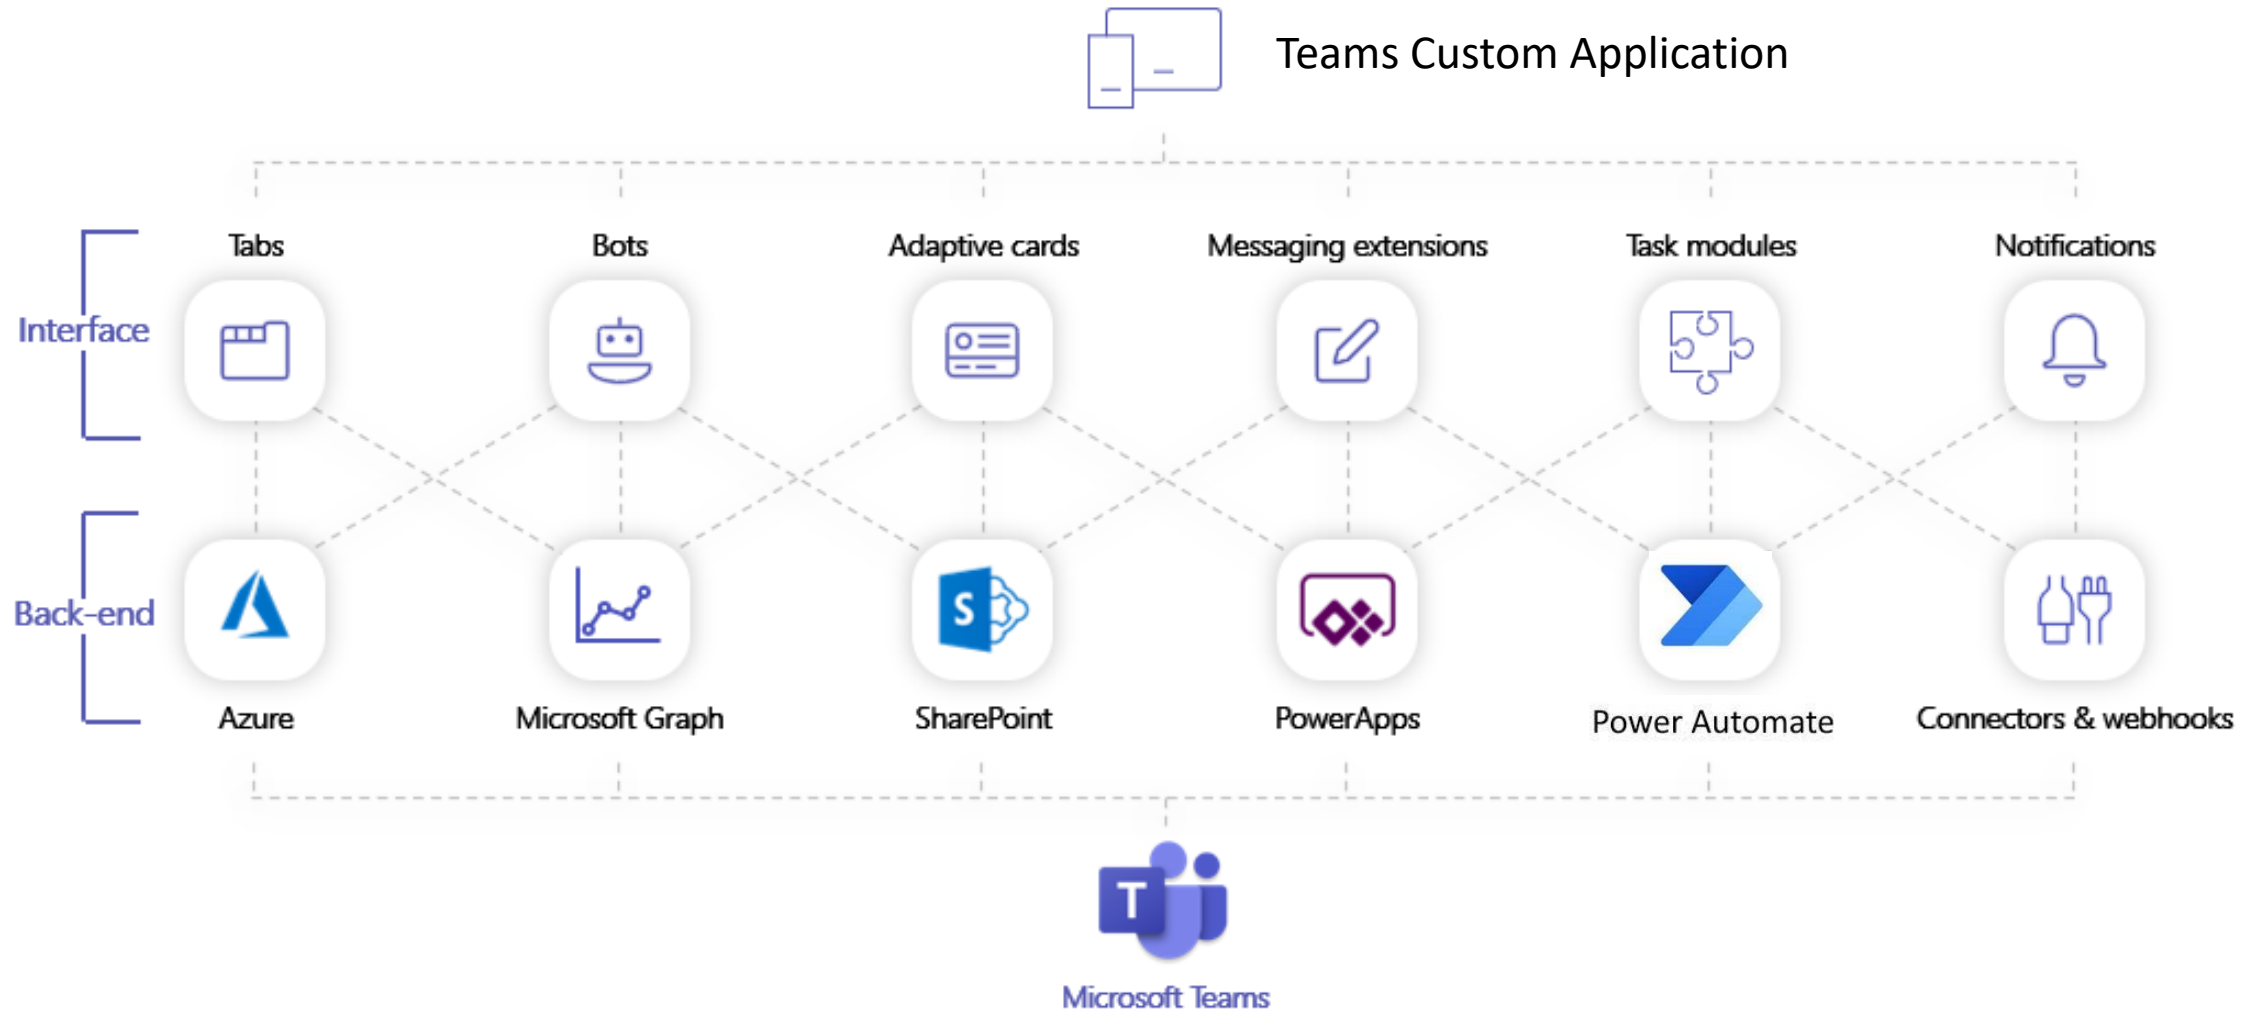 Teams Custom Application
Tabs
Bots
Adaptive cards
Messaging extensions
Task modules
Notifications
Interface
Back-end
S
Azure
Microsoft Graph
SharePoint
PowerApps
Power Automate
Connectors & webhooks
T
Microsoft Teams